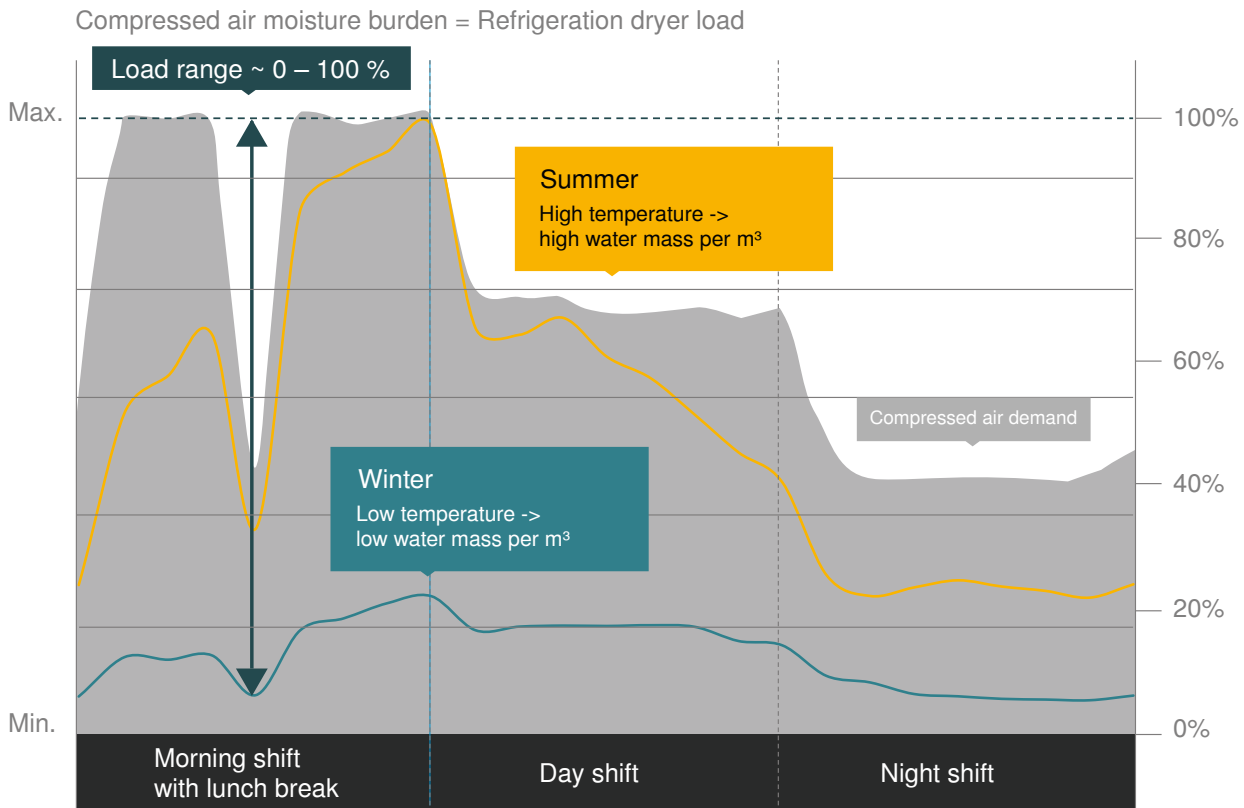 Compressed air moisture burden = Refrigeration dryer load
Load range ~ 0 – 100 %
Max.
100%
Summer
High temperature ->
high water mass per m³
80%
60%
Compressed air demand
Winter
Low temperature ->
low water mass per m³
40%
20%
Min.
0%
Morning shift
with lunch break
Day shift
Night shift